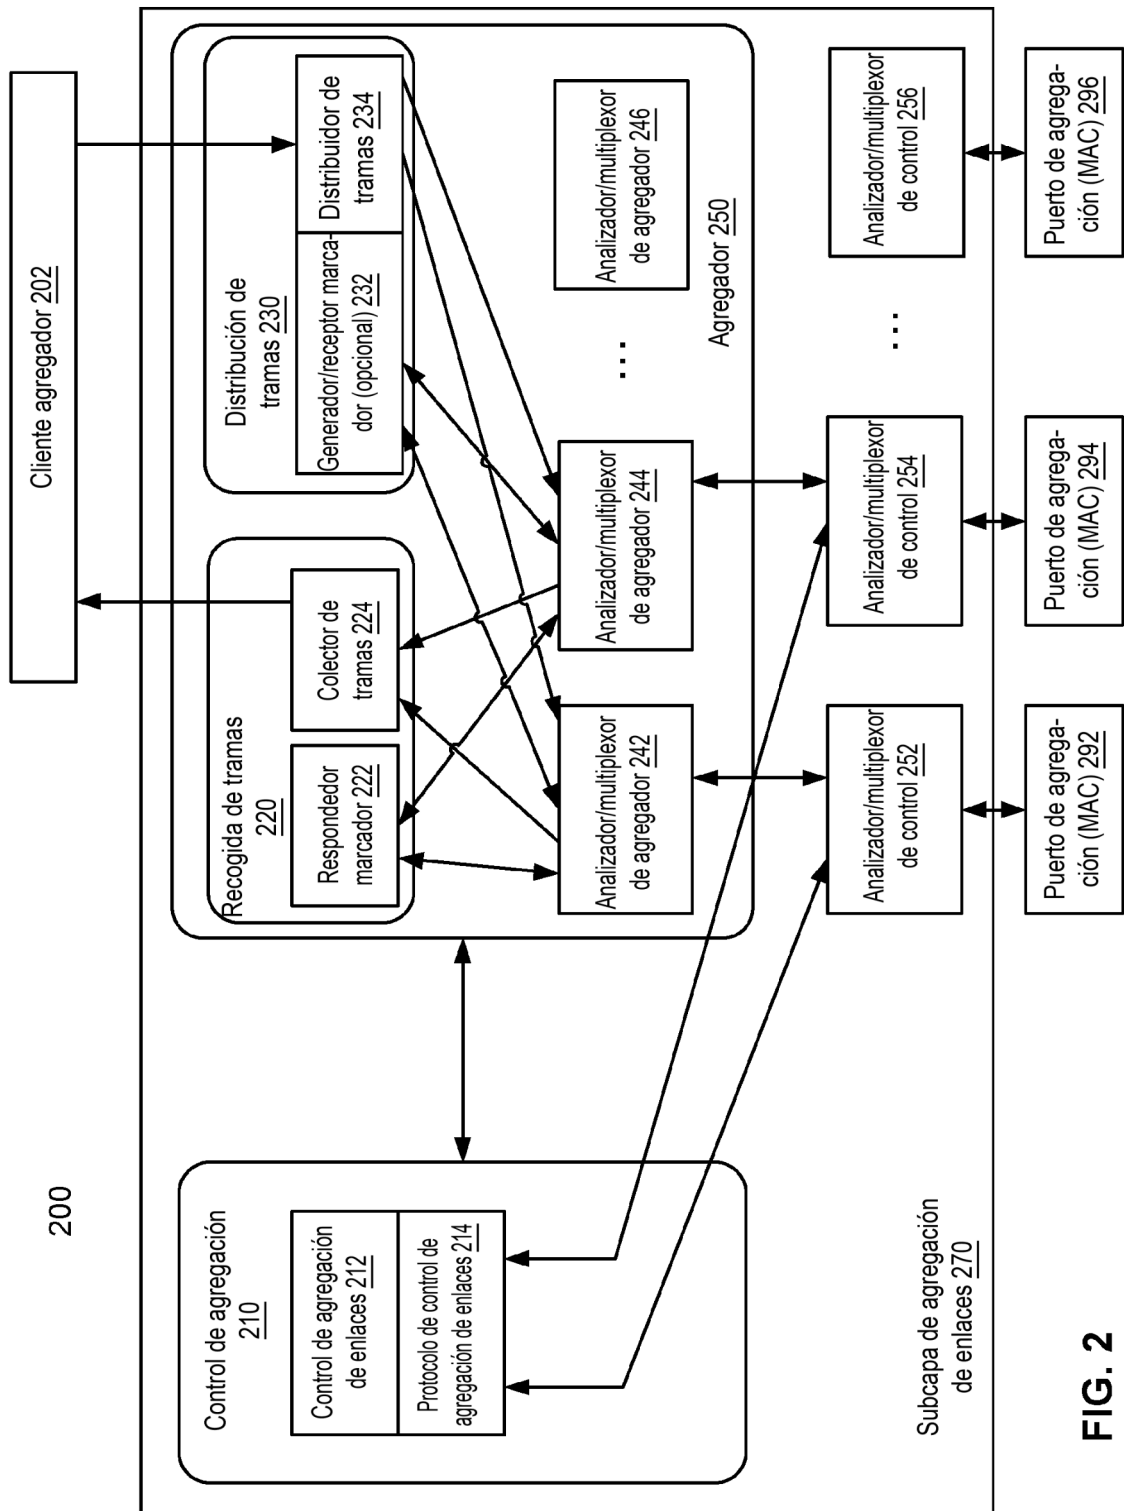 200
Cliente agregador 202
Control de agregación
210
Control de agregación
de enlaces 212
Protocolo de control de
agregación de enlaces 214
Recogida de tramas
220
Respondedor
marcador 222
Colector de
tramas 224
Distribución de
tramas 230
Generador/receptor marca-
dor (opcional) 232
Distribuidor de
tramas 234
Analizador/multiplexor
de agregador 242
Analizador/multiplexor
de agregador 244
...
Analizador/multiplexor
de agregador 246
Agregador 250
Analizador/multiplexor
de control 252
Analizador/multiplexor
de control 254
...
Analizador/multiplexor
de control 256
Subcapa de agregación
de enlaces 270
Puerto de agrega-
ción (MAC) 292
Puerto de agrega-
ción (MAC) 294
Puerto de agrega-
ción (MAC) 296
FIG. 2